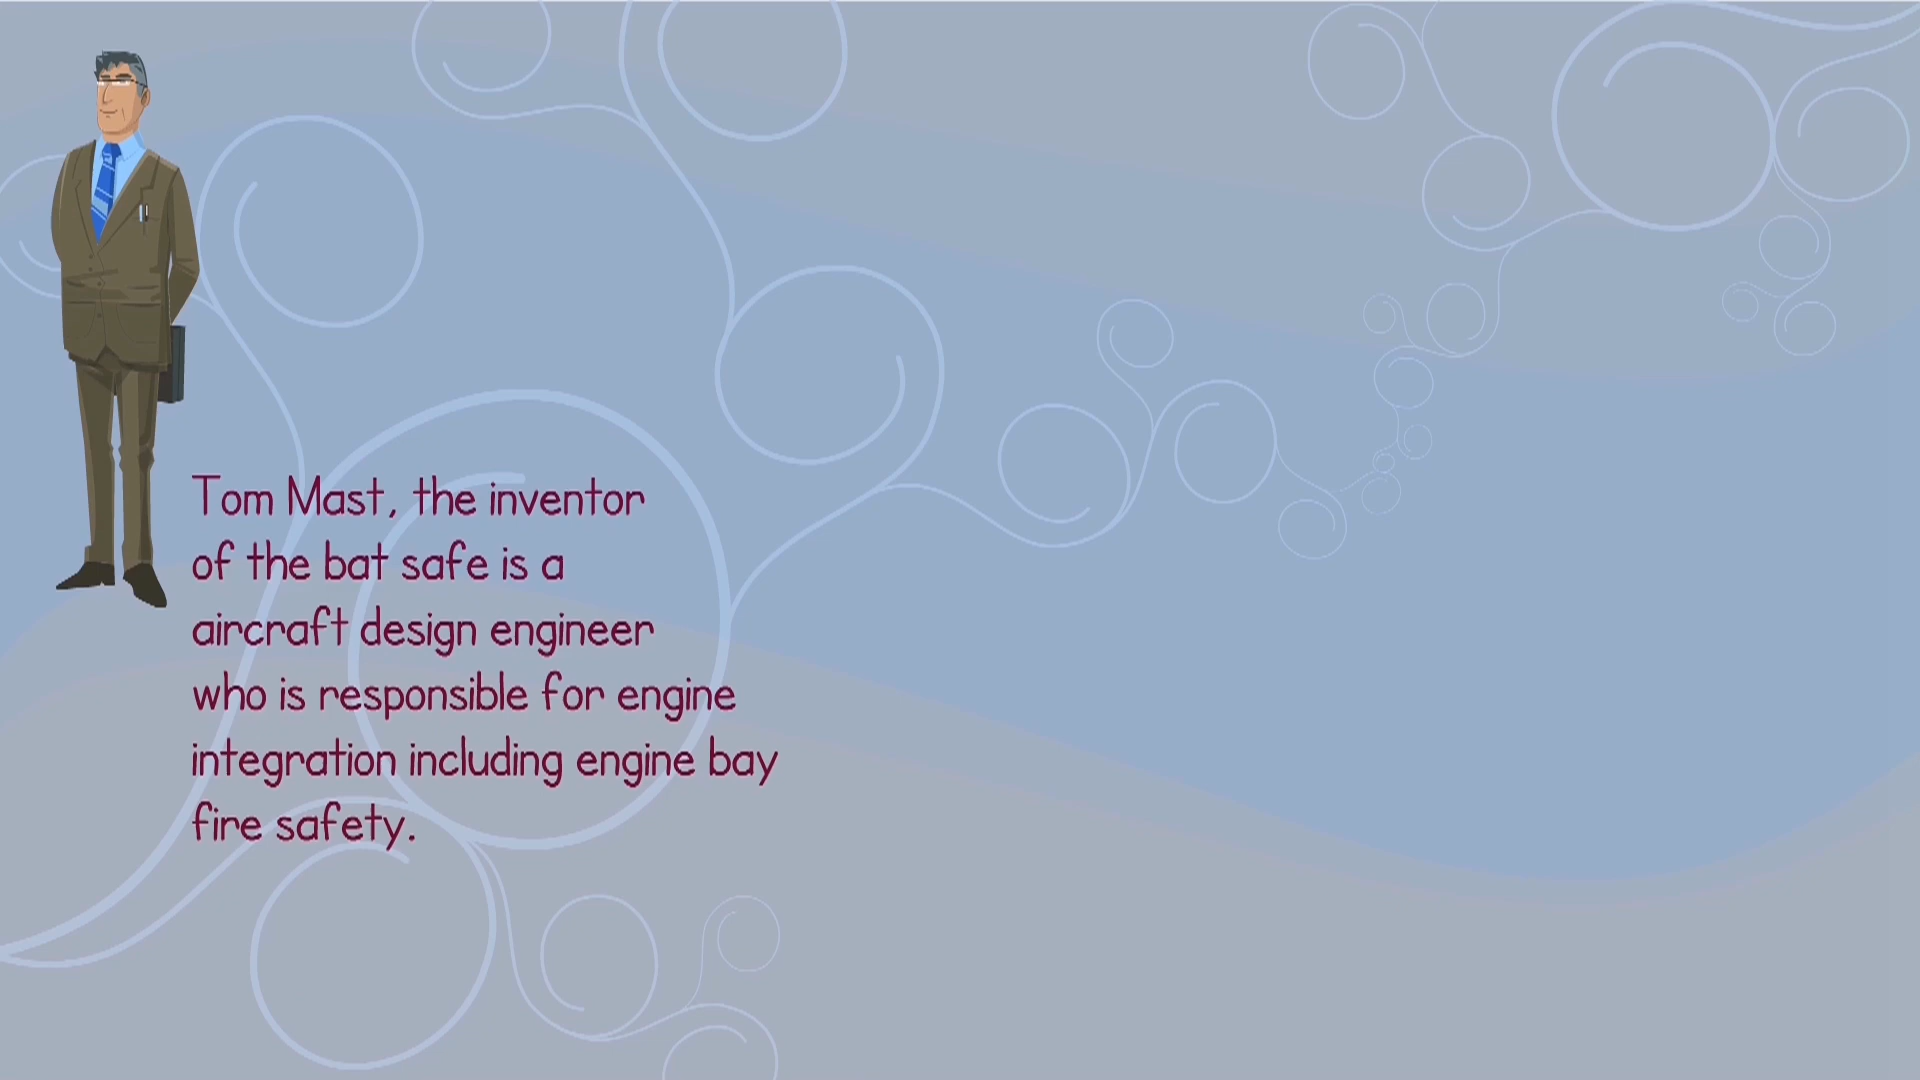 Tom Mast, the inventor
of the bat safe is a
aircraft design engineer
who is responsible for engine
integration including engine bay
fire safety.